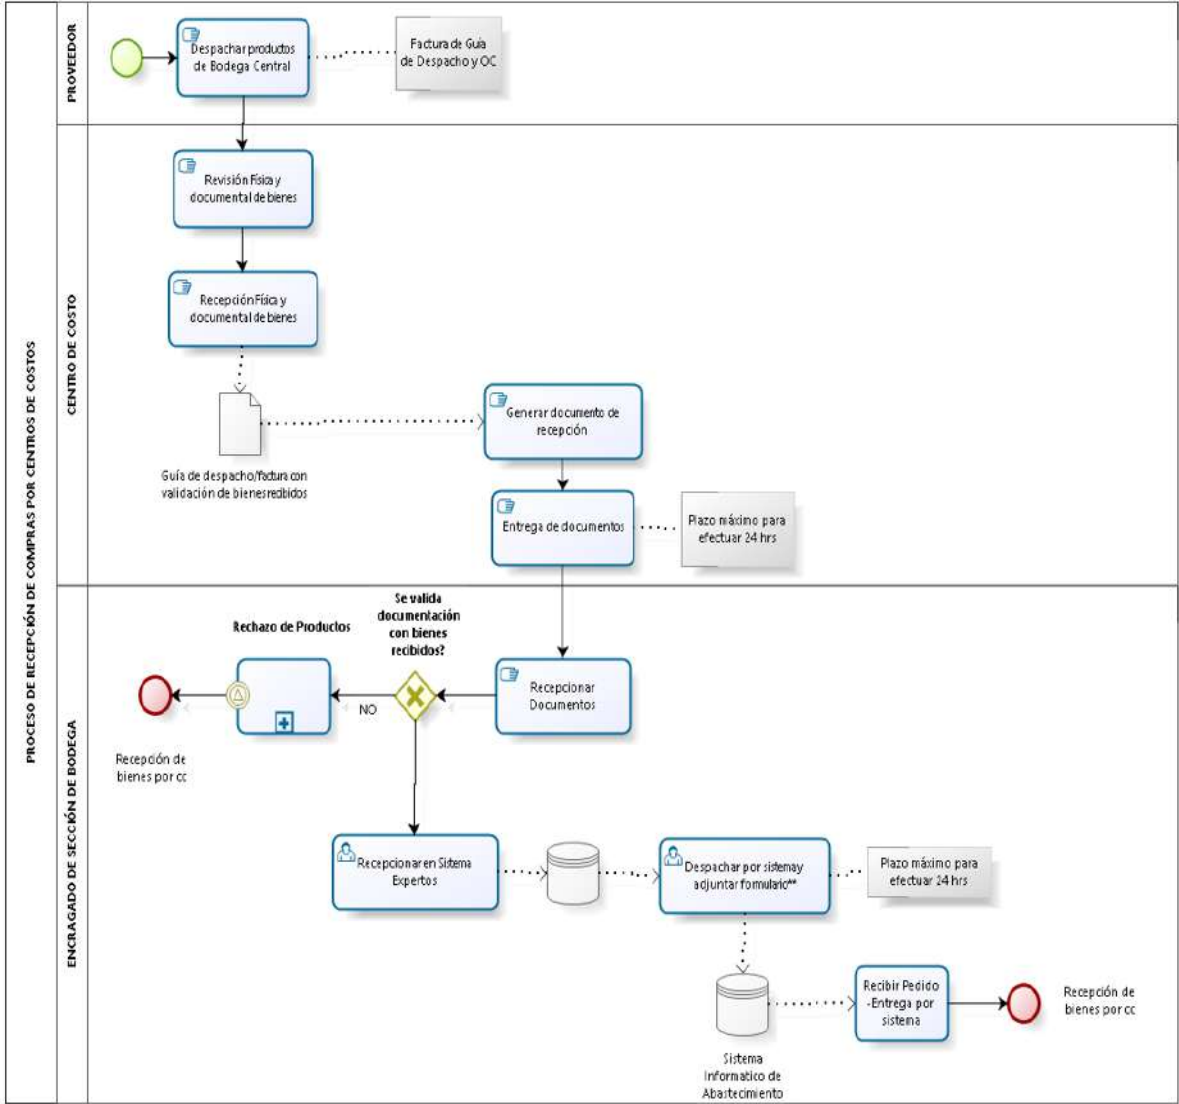 PROCESO DE RECEPCIÓN DE COMPRAS POR CENTROS DE COSTOS
PROVEEDOR
Despachar productos
de Bodega Central
Factura de Guía
de Despacho y OC
CENTRO DE COSTO
Revisión Física y
documental de bienes
Recepción Física y
documental de bienes
Guía de despacho/factura con
validación de bienes recibidos
Generar documento de
recepción
Entrega de documentos
Plazo máximo para
efectuar 24 hrs
ENCRAGADO DE SECCIÓN DE BODEGA
Recepcionar
Documentos
Se valida
documentación
con bienes
recibidos?
NO
Rechazo de Productos
Recepción de
bienes por cc
Recepcionar en Sistema
Expertos
Despachar por sistema y
adjuntar formulario**
Plazo máximo para
efectuar 24 hrs
Sistema
Informatico de
Abastecimiento
Recibir Pedido
-Entrega por
sistema
Recepción de
bienes por cc